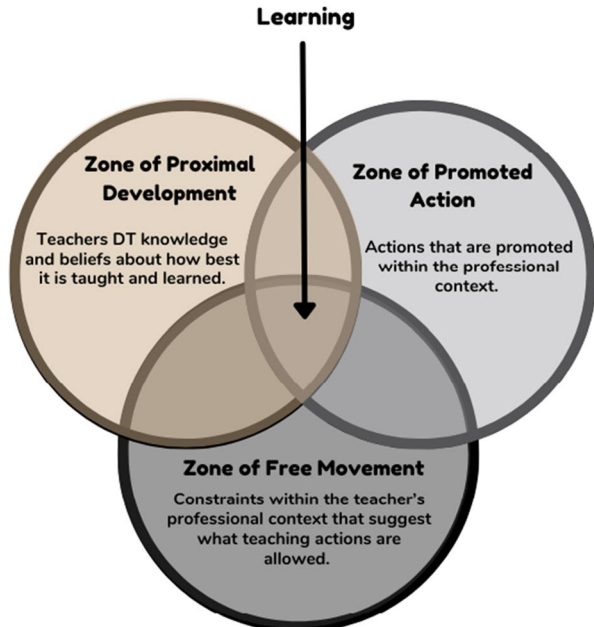 Learning
Zone of Proximal
Development
Teachers DT knowledge
and beliefs about how best
it is taught and learned.
Zone of Promoted
Action
Actions that are promoted
within the professional
context.
Zone of Free Movement
Constraints within the teacher's
professional context that suggest
what teaching actions are
allowed.